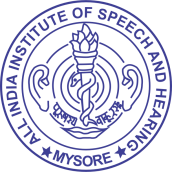 ALL INDIA INSTITUTE OF SPEECH AND HEARING
★ MYSORE ★